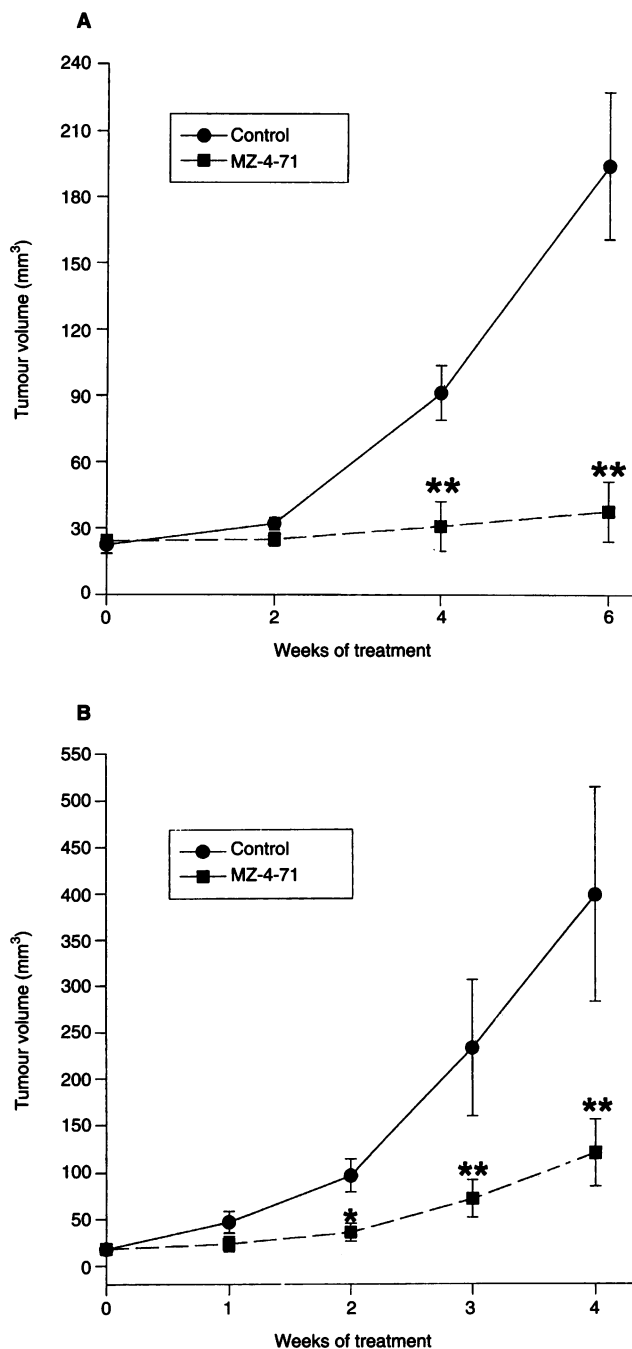 A
240
210
180
150
120
90
60
30
0
Tumour volume (mm³)
Control
MZ-4-71
**
**
0 2 4 6
Weeks of treatment
B
550
500
450
400
350
300
250
200
150
100
50
0
Tumour volume (mm³)
Control
MZ-4-71
*
**
**
0 1 2 3 4
Weeks of treatment